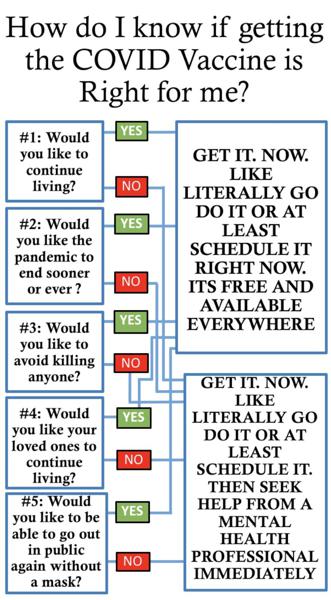 How do I know if getting
the COVID Vaccine is
Right for me?
#1: Would
you like to
continue
living?
YES
NO
#2: Would
you like the
pandemic to
end sooner
or ever ?
YES
NO
#3: Would
you like to
avoid killing
anyone?
YES
NO
#4: Would
you like your
loved ones to
continue
living?
YES
NO
#5: Would
you like to be
able to go out
in public
again without
a mask?
YES
NO
GET IT. NOW.
LIKE
LITERALLY GO
DO IT OR AT
LEAST
SCHEDULE IT
RIGHT NOW.
ITS FREE AND
AVAILABLE
EVERYWHERE
GET IT. NOW.
LIKE
LITERALLY GO
DO IT OR AT
LEAST
SCHEDULE IT.
THEN SEEK
HELP FROM A
MENTAL
HEALTH
PROFESSIONAL
IMMEDIATELY